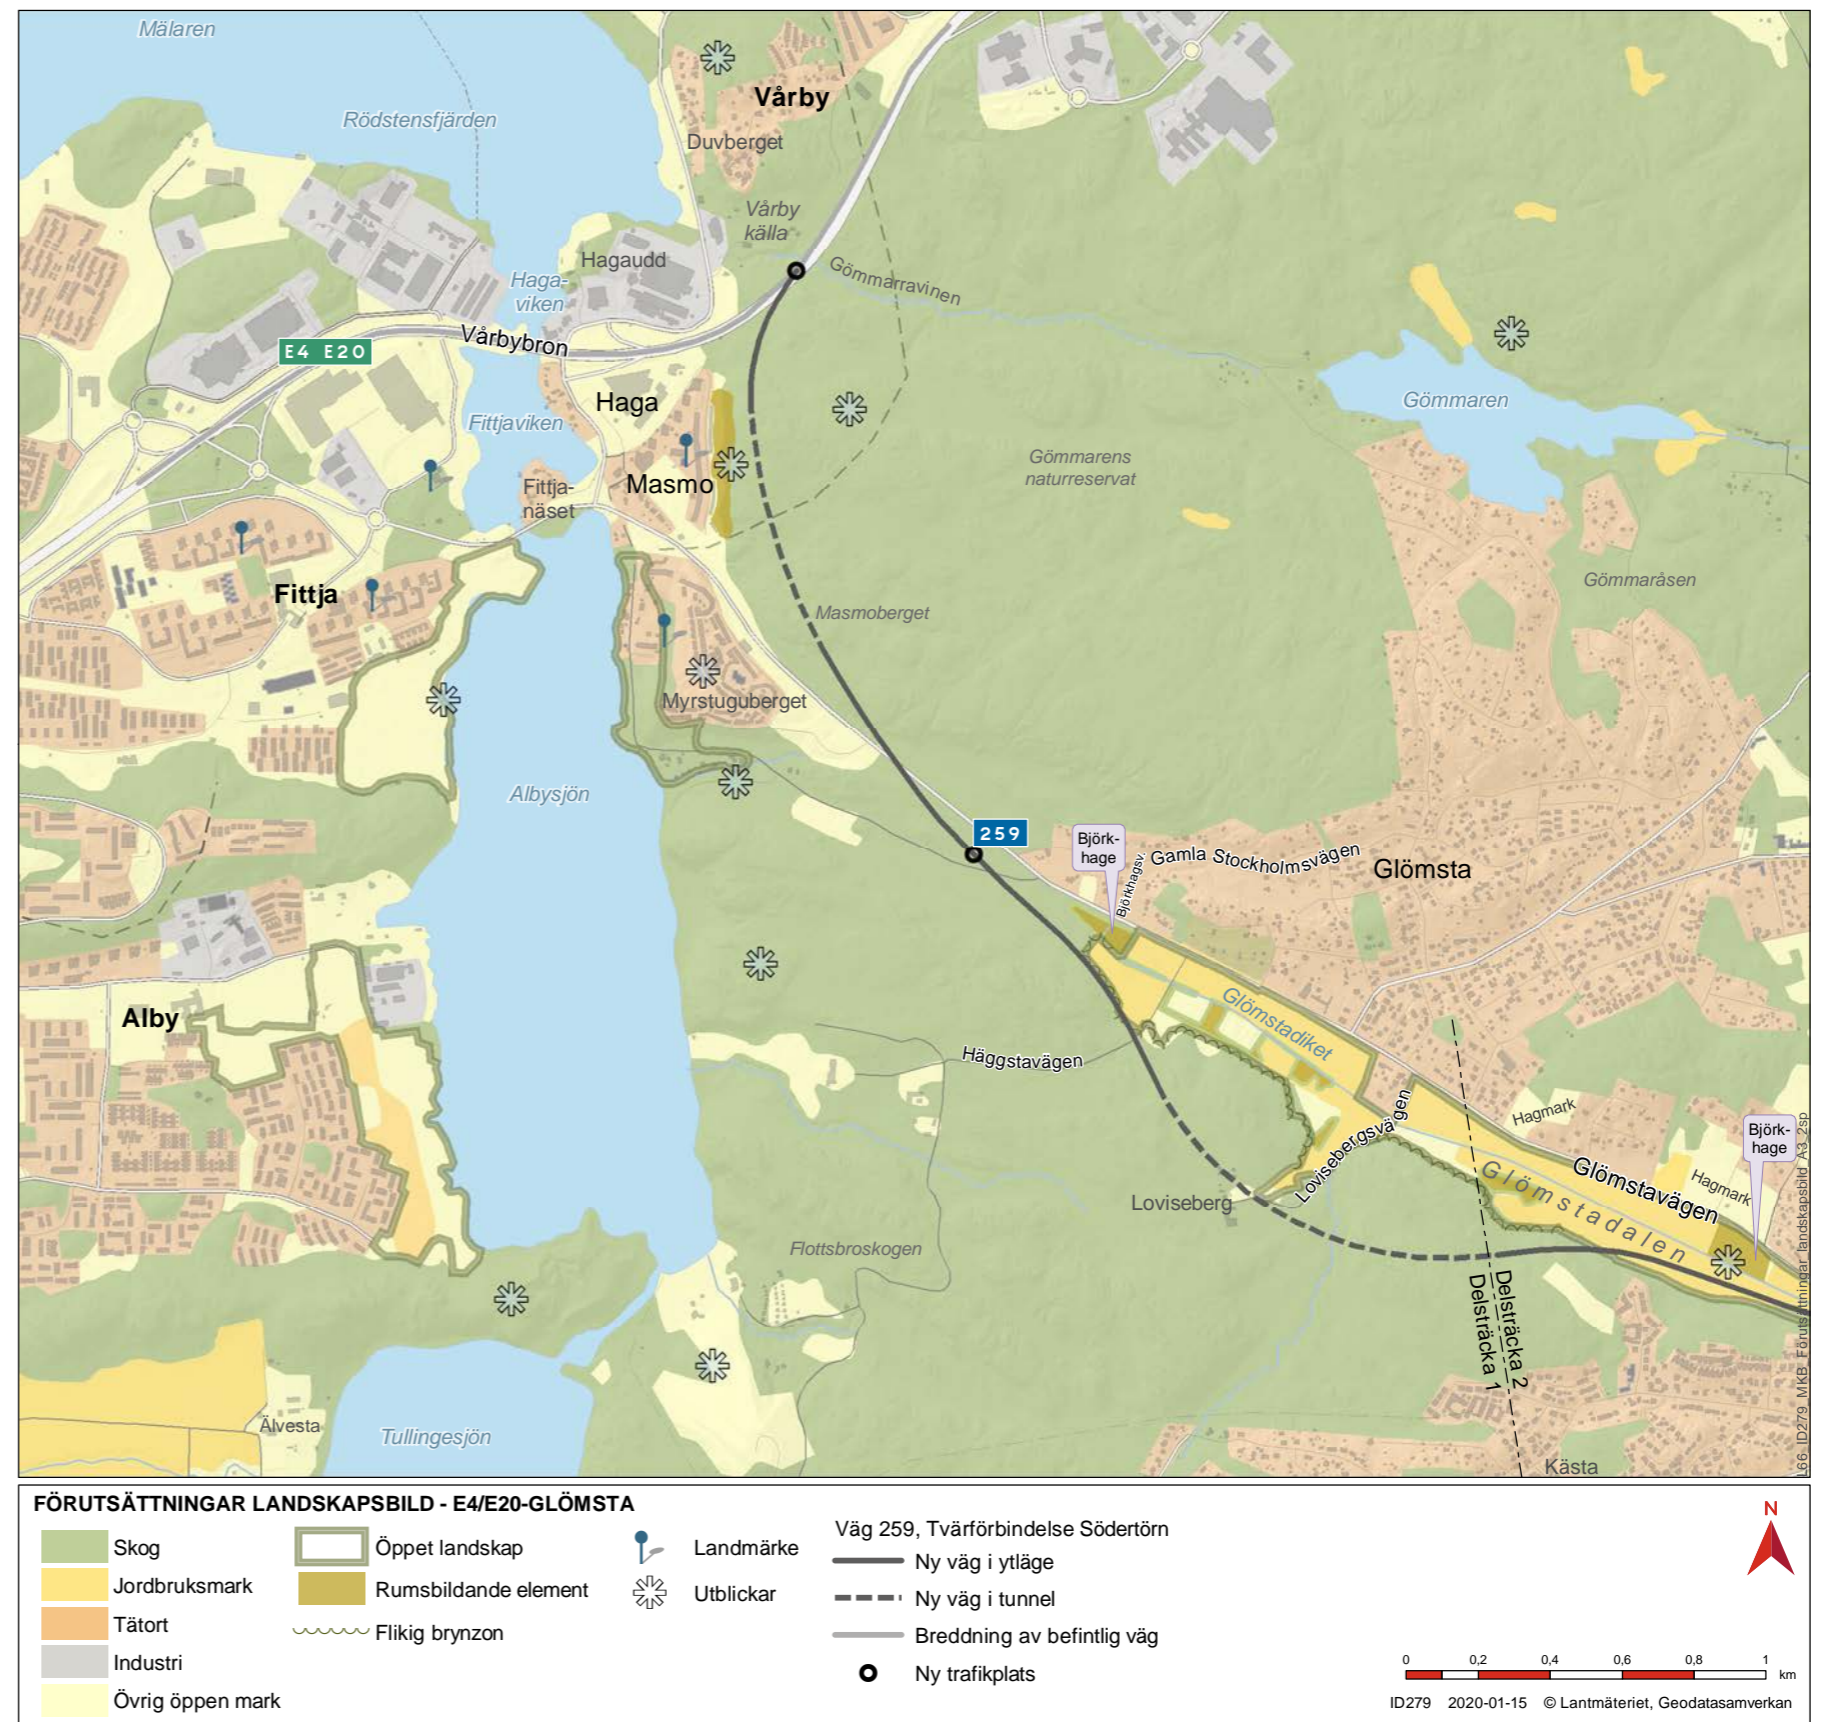 Mälaren
Rödstensfjärden
Vårby
Duvberget
Vårby
källa
Hagaudd
Haga-
viken
Gömmarravinen
Vårbybron
E4 E20
Haga
Fittjaviken
Gömmaren
Masmo
Fittja-
näset
Gömmarens
naturreservat
Fittja
Masmoberget
Gömmaråsen
Myrstuguberget
Albysjön
259
Björk-
hage
Björkhagsv.
Gamla Stockholmsvägen
Glömsta
Alby
Glömstadiket
Häggstavägen
Hagmark
Björk-
hage
Lovisebergsvägen
Glömstavägen
Hagmark
Glömstadalen
Loviseberg
Flottsbroskogen
Delsträcka 2
Delsträcka 1
Älvesta
Tullingesjön
Kästa
L66_ID279_MKB_Förutsättningar_landskapsbild_A3_2sp
FÖRUTSÄTTNINGAR LANDSKAPSBILD - E4/E20-GLÖMSTA
Skog
Jordbruksmark
Tätort
Industri
Övrig öppen mark
Öppet landskap
Rumsbildande element
Flikig brynzon
Landmärke
Utblickar
Väg 259, Tvärförbindelse Södertörn
Ny väg i ytläge
Ny väg i tunnel
Breddning av befintlig väg
Ny trafikplats
N
0 0,2 0,4 0,6 0,8 1
km
ID279 2020-01-15 © Lantmäteriet, Geodatasamverkan